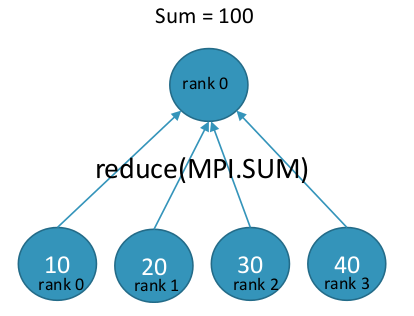 Sum = 100
rank 0
reduce(MPI.SUM)
10 20 30 40
rank 0 rank 1 rank 2 rank 3